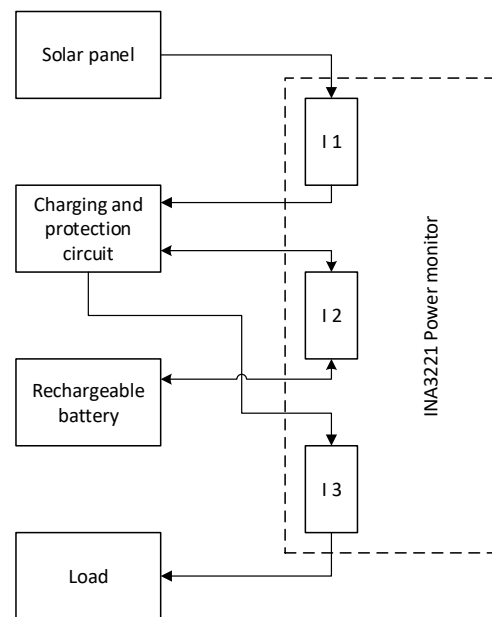 Solar panel
I 1
Charging and
protection
circuit
I 2
INA3221 Power monitor
Rechargeable
battery
I 3
Load